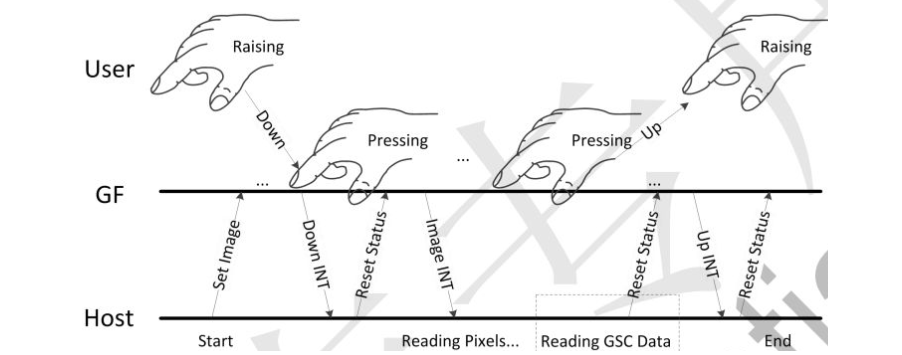 Raising
Raising
User
Down
Pressing
...
Pressing
Up
...
...
GF
Set Image
Down INT
Reset Status
Image INT
Reset Status
Up INT
Reset Status
Host
Start
Reading Pixels...
Reading GSC Data
End